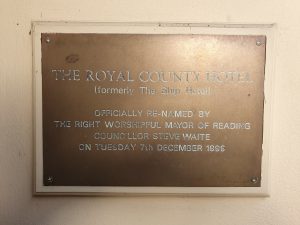 THE ROYAL COUNTY HOTEL
(formerly The Ship Hotel)
OFFICIALLY RE-NAMED BY
THE RIGHT WORSHIPFUL MAYOR OF READING
COUNCILLOR STEVE WAITE
ON TUESDAY 7th DECEMBER